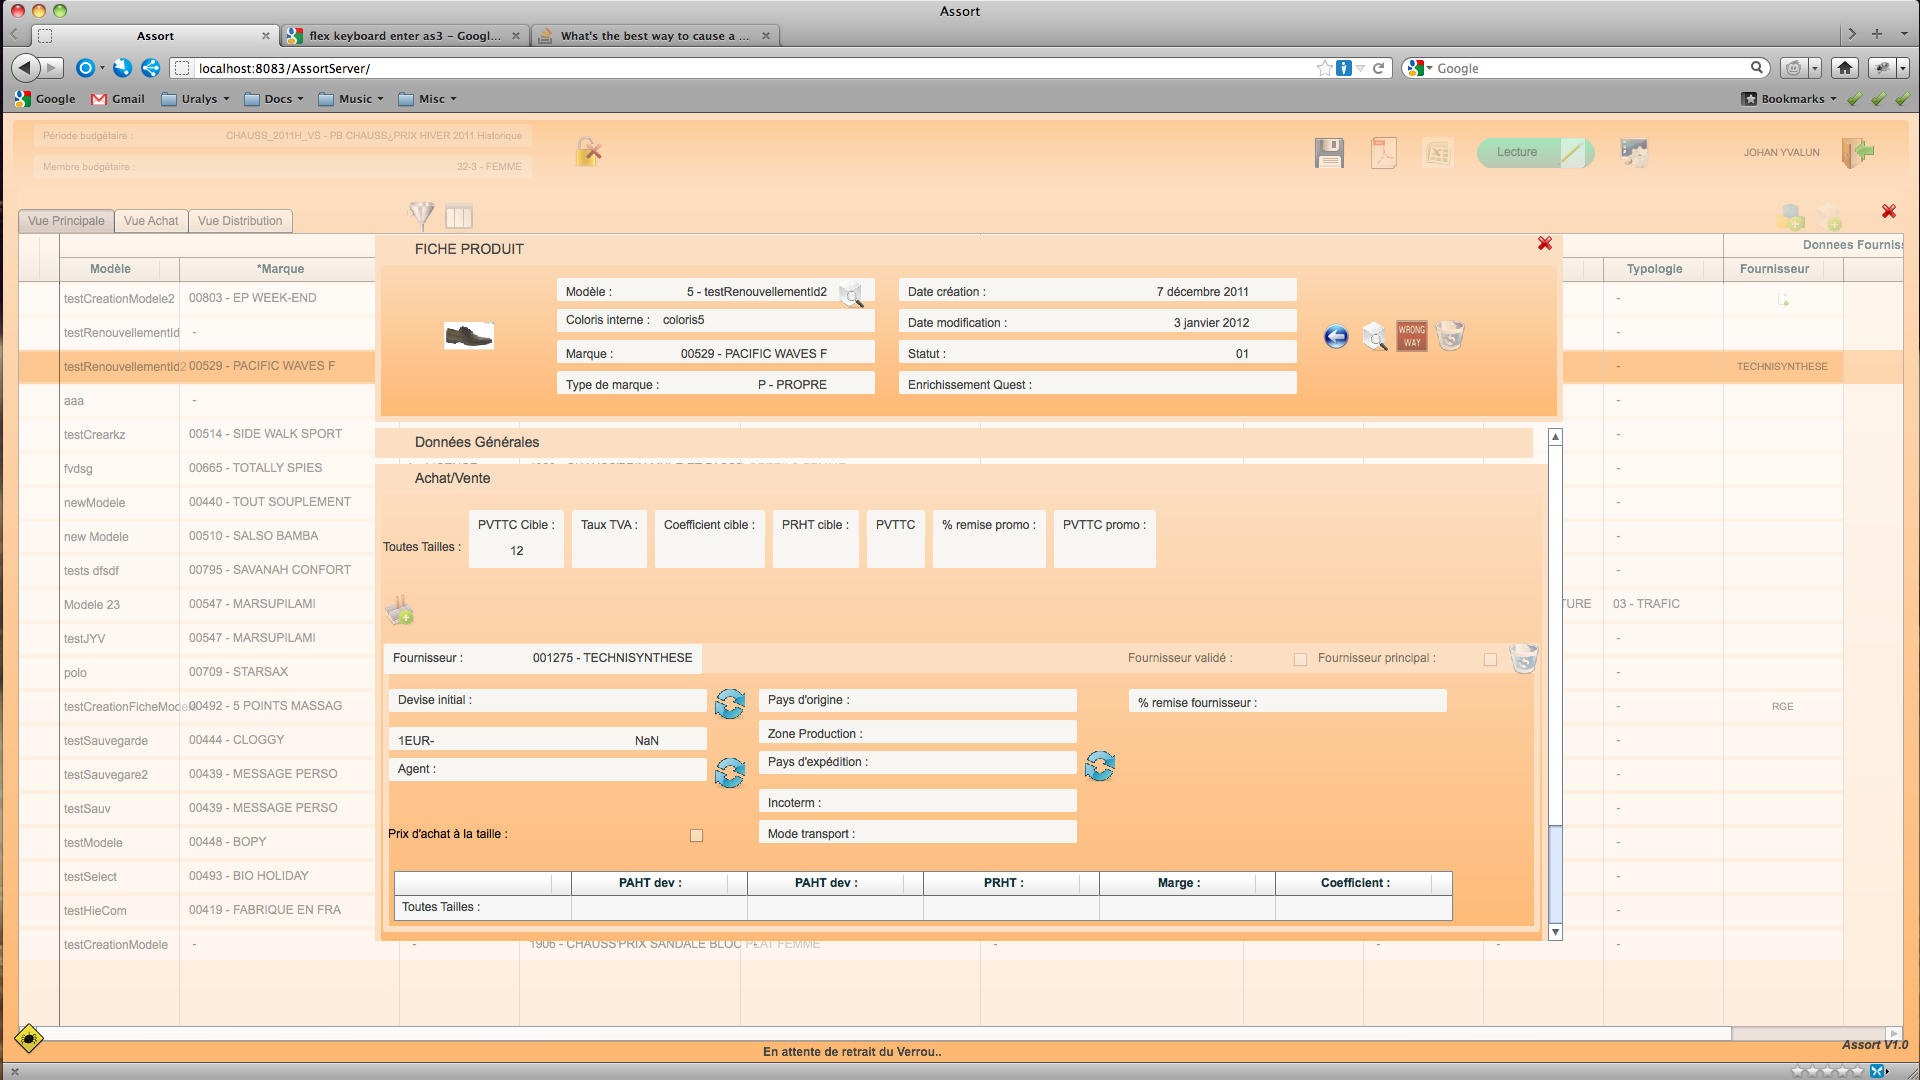 Assort
Assort
flex keyboard enter as3 – Googl...
What's the best way to cause a ...
localhost:8083/AssortServer/
Google
Google
Gmail
Uralys
Docs
Music
Misc
Bookmarks
Période budgétaire :
CHAUSS_2011H_VS - PB CHAUSS¿PRIX HIVER 2011 Historique
Membre budgétaire :
32-3 - FEMME
Lecture
JOHAN YVALUN
Vue Principale
Vue Achat
Vue Distribution
Donnees Fourniss
Modèle
*Marque
Typologie
Fournisseur
testCreationModele2
00803 - EP WEEK-END
-
testRenouvellementId
-
-
testRenouvellementId2
00529 - PACIFIC WAVES F
-
TECHNISYNTHESE
aaa
-
-
testCrearkz
00514 - SIDE WALK SPORT
-
fvdsg
00665 - TOTALLY SPIES
-
newModele
00440 - TOUT SOUPLEMENT
-
new Modele
00510 - SALSO BAMBA
-
tests dfsdf
00795 - SAVANAH CONFORT
-
Modele 23
00547 - MARSUPILAMI
TURE
03 - TRAFIC
testJYV
00547 - MARSUPILAMI
-
polo
00709 - STARSAX
-
testCreationFicheMode
00492 - 5 POINTS MASSAG
-
RGE
testSauvegarde
00444 - CLOGGY
-
testSauvegare2
00439 - MESSAGE PERSO
-
testSauv
00439 - MESSAGE PERSO
-
testModele
00448 - BOPY
-
testSelect
00493 - BIO HOLIDAY
-
testHieCom
00419 - FABRIQUE EN FRA
-
testCreationModele
-
-
1906 - CHAUSS'PRIX SANDALE BLOC PLAT FEMME
-
-
-
-
FICHE PRODUIT
Modèle :
5 - testRenouvellementId2
Coloris interne :
coloris5
Marque :
00529 - PACIFIC WAVES F
Type de marque :
P - PROPRE
Date création :
7 décembre 2011
Date modification :
3 janvier 2012
Statut :
01
Enrichissement Quest :
WRONG
WAY
Données Générales
Achat/Vente
Toutes Tailles :
PVTTC Cible :
12
Taux TVA :
Coefficient cible :
PRHT cible :
PVTTC
% remise promo :
PVTTC promo :
Fournisseur :
001275 - TECHNISYNTHESE
Fournisseur validé :
Fournisseur principal :
Devise initial :
1EUR-
NaN
Agent :
Prix d'achat à la taille :
Pays d'origine :
Zone Production :
Pays d'expédition :
Incoterm :
Mode transport :
% remise fournisseur :
PAHT dev :
PAHT dev :
PRHT :
Marge :
Coefficient :
Toutes Tailles :
En attente de retrait du Verrou..
Assort V1.0